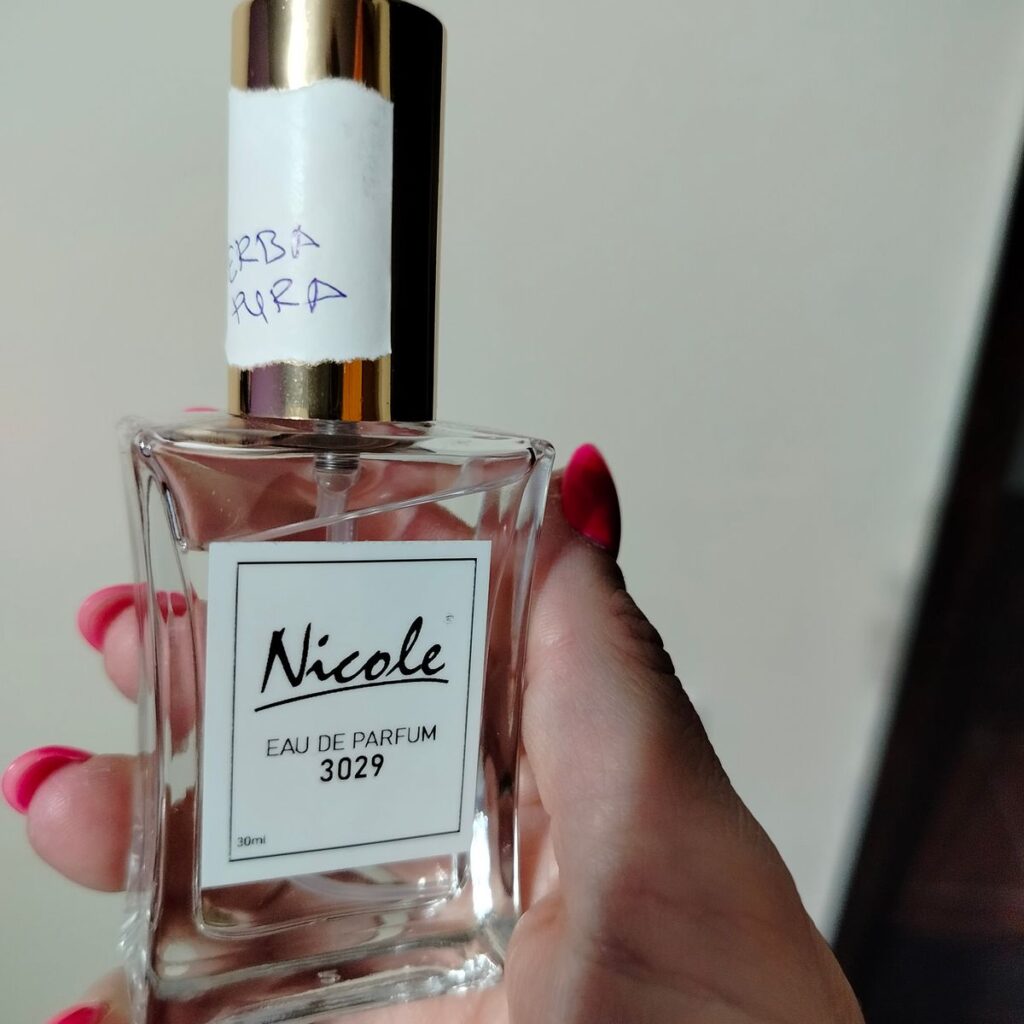 ERBA
PURA
Nicole®
EAU DE PARFUM
3029
30ml